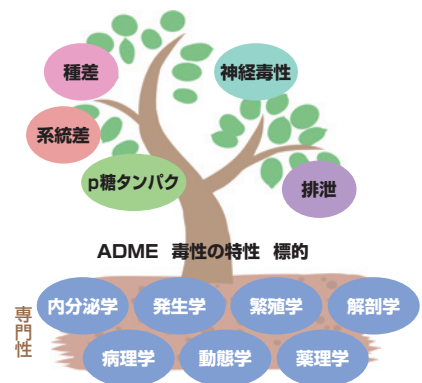 種差
神経毒性
系統差
p糖タンパク
排泄
ADME 毒性の特性 標的
専門性
内分泌学 発生学 繁殖学 解剖学
病理学 動態学 薬理学